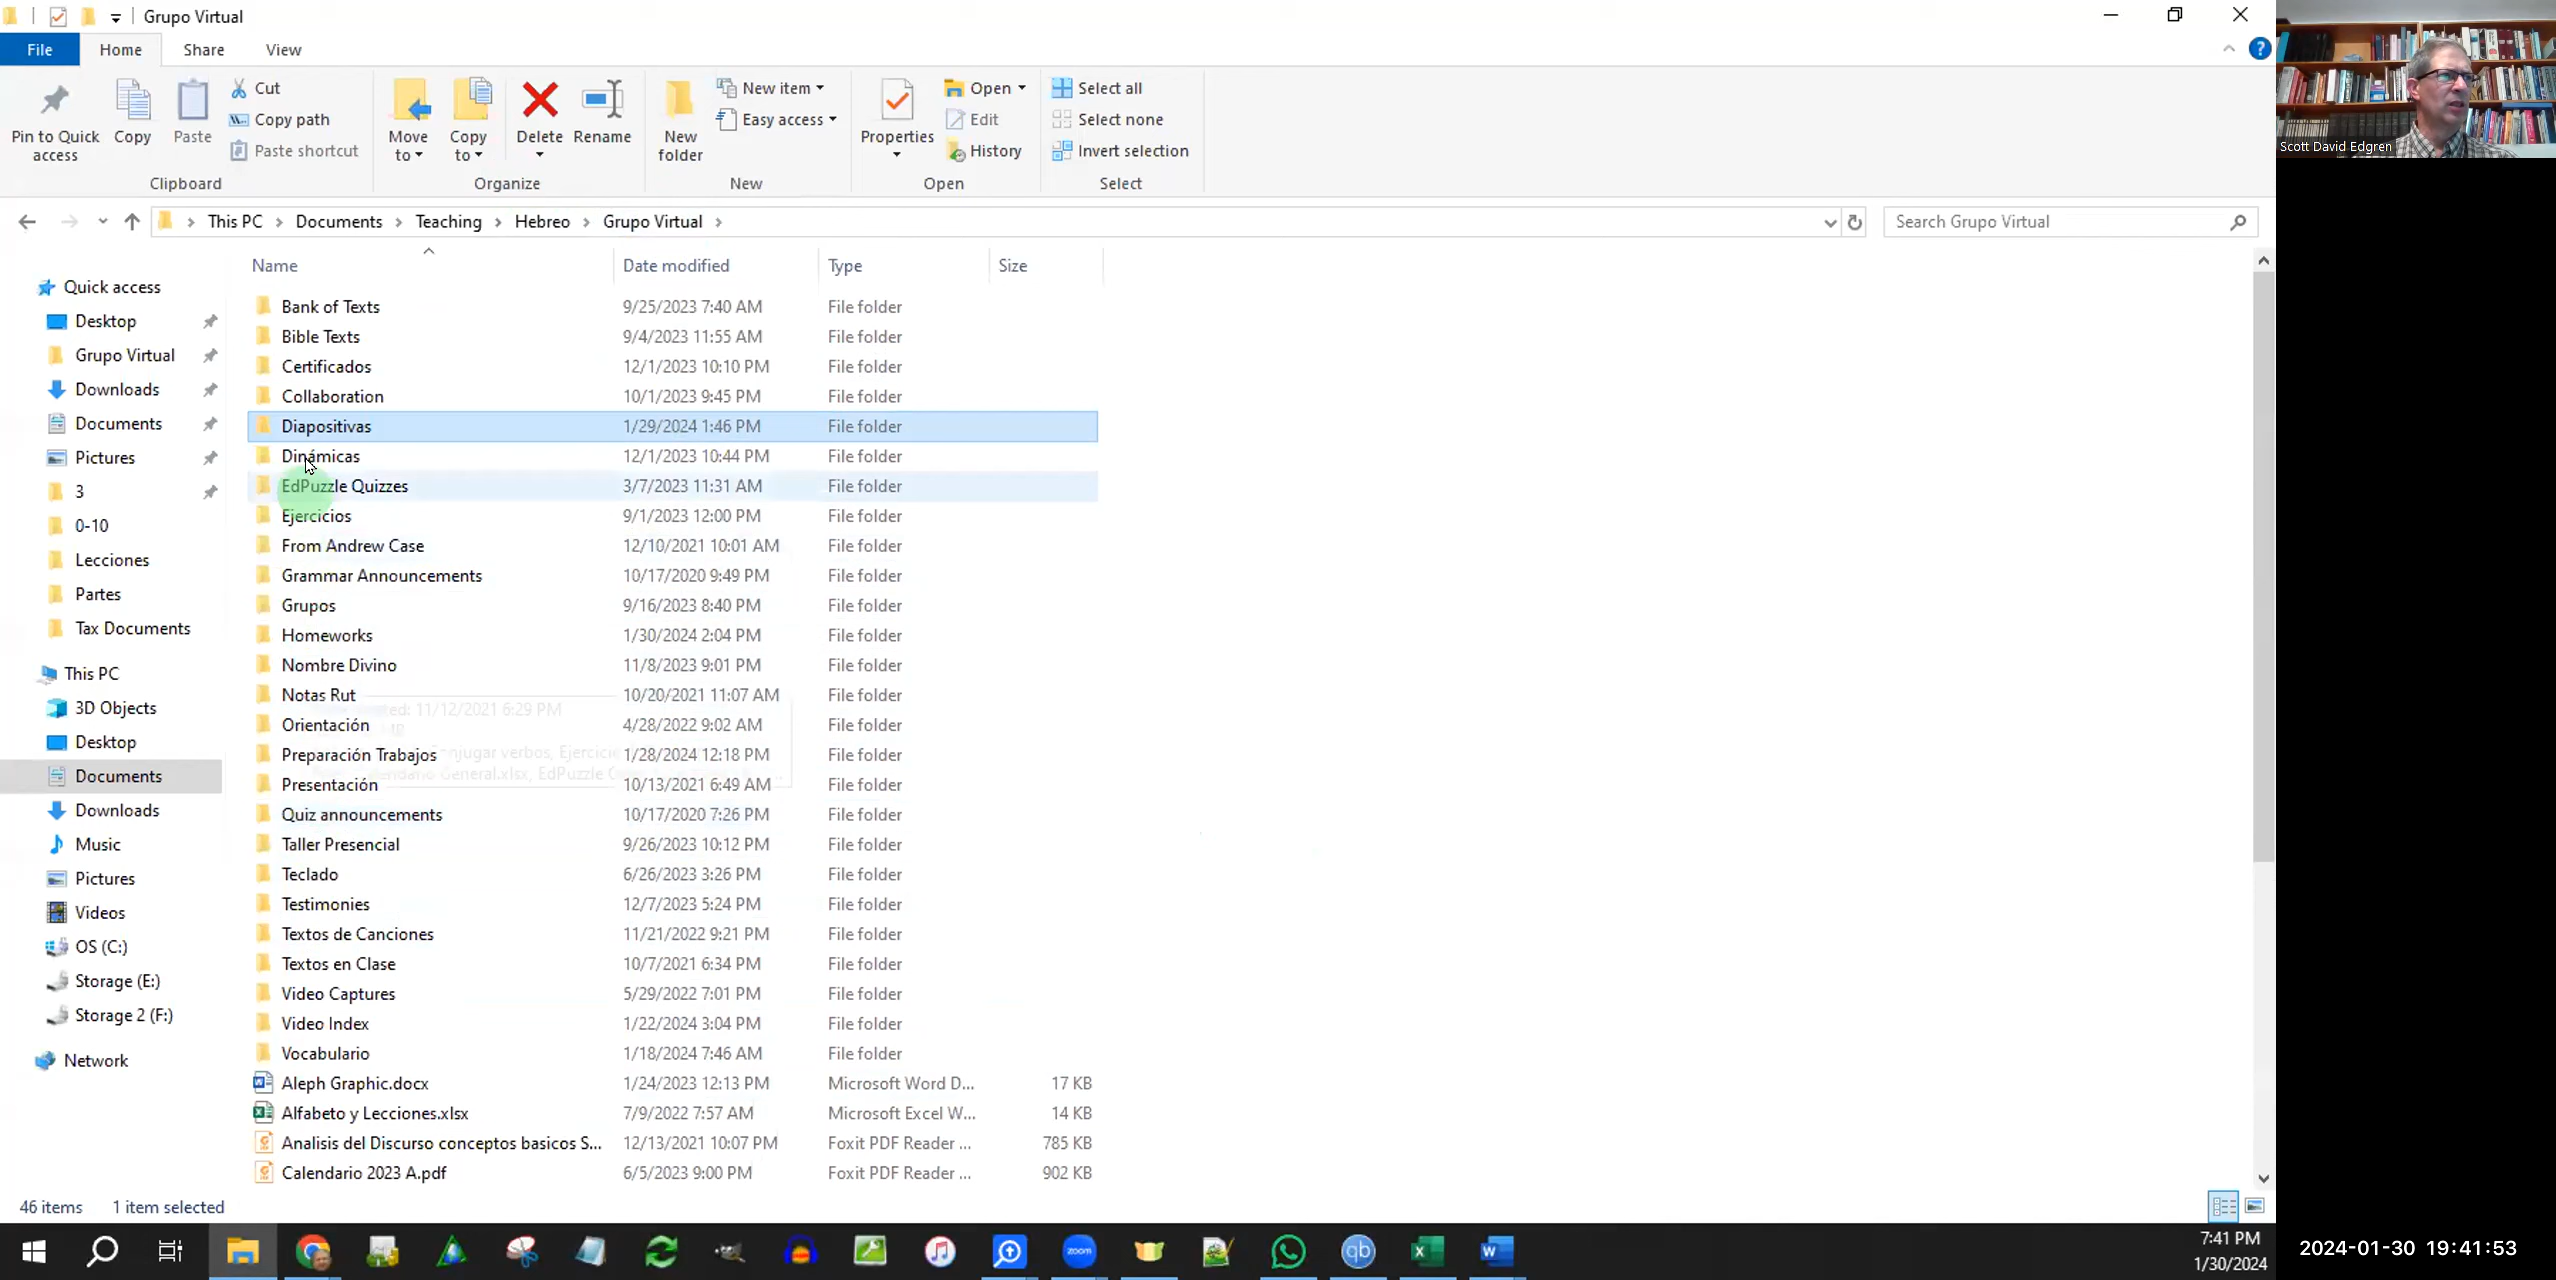 Grupo Virtual
File Home Share View
Pin to Quick access
Copy
Paste
Cut
Copy path
Paste shortcut
Clipboard
Move to
Copy to
Delete
Rename
Organize
New folder
New item
Easy access
New
Properties
Open
Edit
History
Open
Select all
Select none
Invert selection
Select
Scott David Edgren
This PC > Documents > Teaching > Hebreo > Grupo Virtual >
Search Grupo Virtual
Quick access
Desktop
Grupo Virtual
Downloads
Documents
Pictures
3
0-10
Lecciones
Partes
Tax Documents
This PC
3D Objects
Desktop
Documents
Downloads
Music
Pictures
Videos
OS (C:)
Storage (E:)
Storage 2 (F:)
Network
Name Date modified Type Size
Bank of Texts 9/25/2023 7:40 AM File folder
Bible Texts 9/4/2023 11:55 AM File folder
Certificados 12/1/2023 10:10 PM File folder
Collaboration 10/1/2023 9:45 PM File folder
Diapositivas 1/29/2024 1:46 PM File folder
Dinámicas 12/1/2023 10:44 PM File folder
EdPuzzle Quizzes 3/7/2023 11:31 AM File folder
Ejercicios 9/1/2023 12:00 PM File folder
From Andrew Case 12/10/2021 10:01 AM File folder
Grammar Announcements 10/17/2020 9:49 PM File folder
Grupos 9/16/2023 8:40 PM File folder
Homeworks 1/30/2024 2:04 PM File folder
Nombre Divino 11/8/2023 9:01 PM File folder
Notas Rut 10/20/2021 11:07 AM File folder
11/12/2021 6:29 PM
Orientación 4/28/2022 9:02 AM File folder
verbos,
Preparación Trabajos 1/28/2024 12:18 PM File folder
General.xlsx, EdPuzzle
Presentación 10/13/2021 6:49 AM File folder
Quiz announcements 10/17/2020 7:26 PM File folder
Taller Presencial 9/26/2023 10:12 PM File folder
Teclado 6/26/2023 3:26 PM File folder
Testimonies 12/7/2023 5:24 PM File folder
Textos de Canciones 11/21/2022 9:21 PM File folder
Textos en Clase 10/7/2021 6:34 PM File folder
Video Captures 5/29/2022 7:01 PM File folder
Video Index 1/22/2024 3:04 PM File folder
Vocabulario 1/18/2024 7:46 AM File folder
Aleph Graphic.docx 1/24/2023 12:13 PM Microsoft Word D... 17 KB
Alfabeto y Lecciones.xlsx 7/9/2022 7:57 AM Microsoft Excel W... 14 KB
Analisis del Discurso conceptos basicos S... 12/13/2021 10:07 PM Foxit PDF Reader ... 785 KB
Calendario 2023 A.pdf 6/5/2023 9:00 PM Foxit PDF Reader ... 902 KB
46 items 1 item selected
zoom
qb
7:41 PM
1/30/2024
2024-01-30 19:41:53